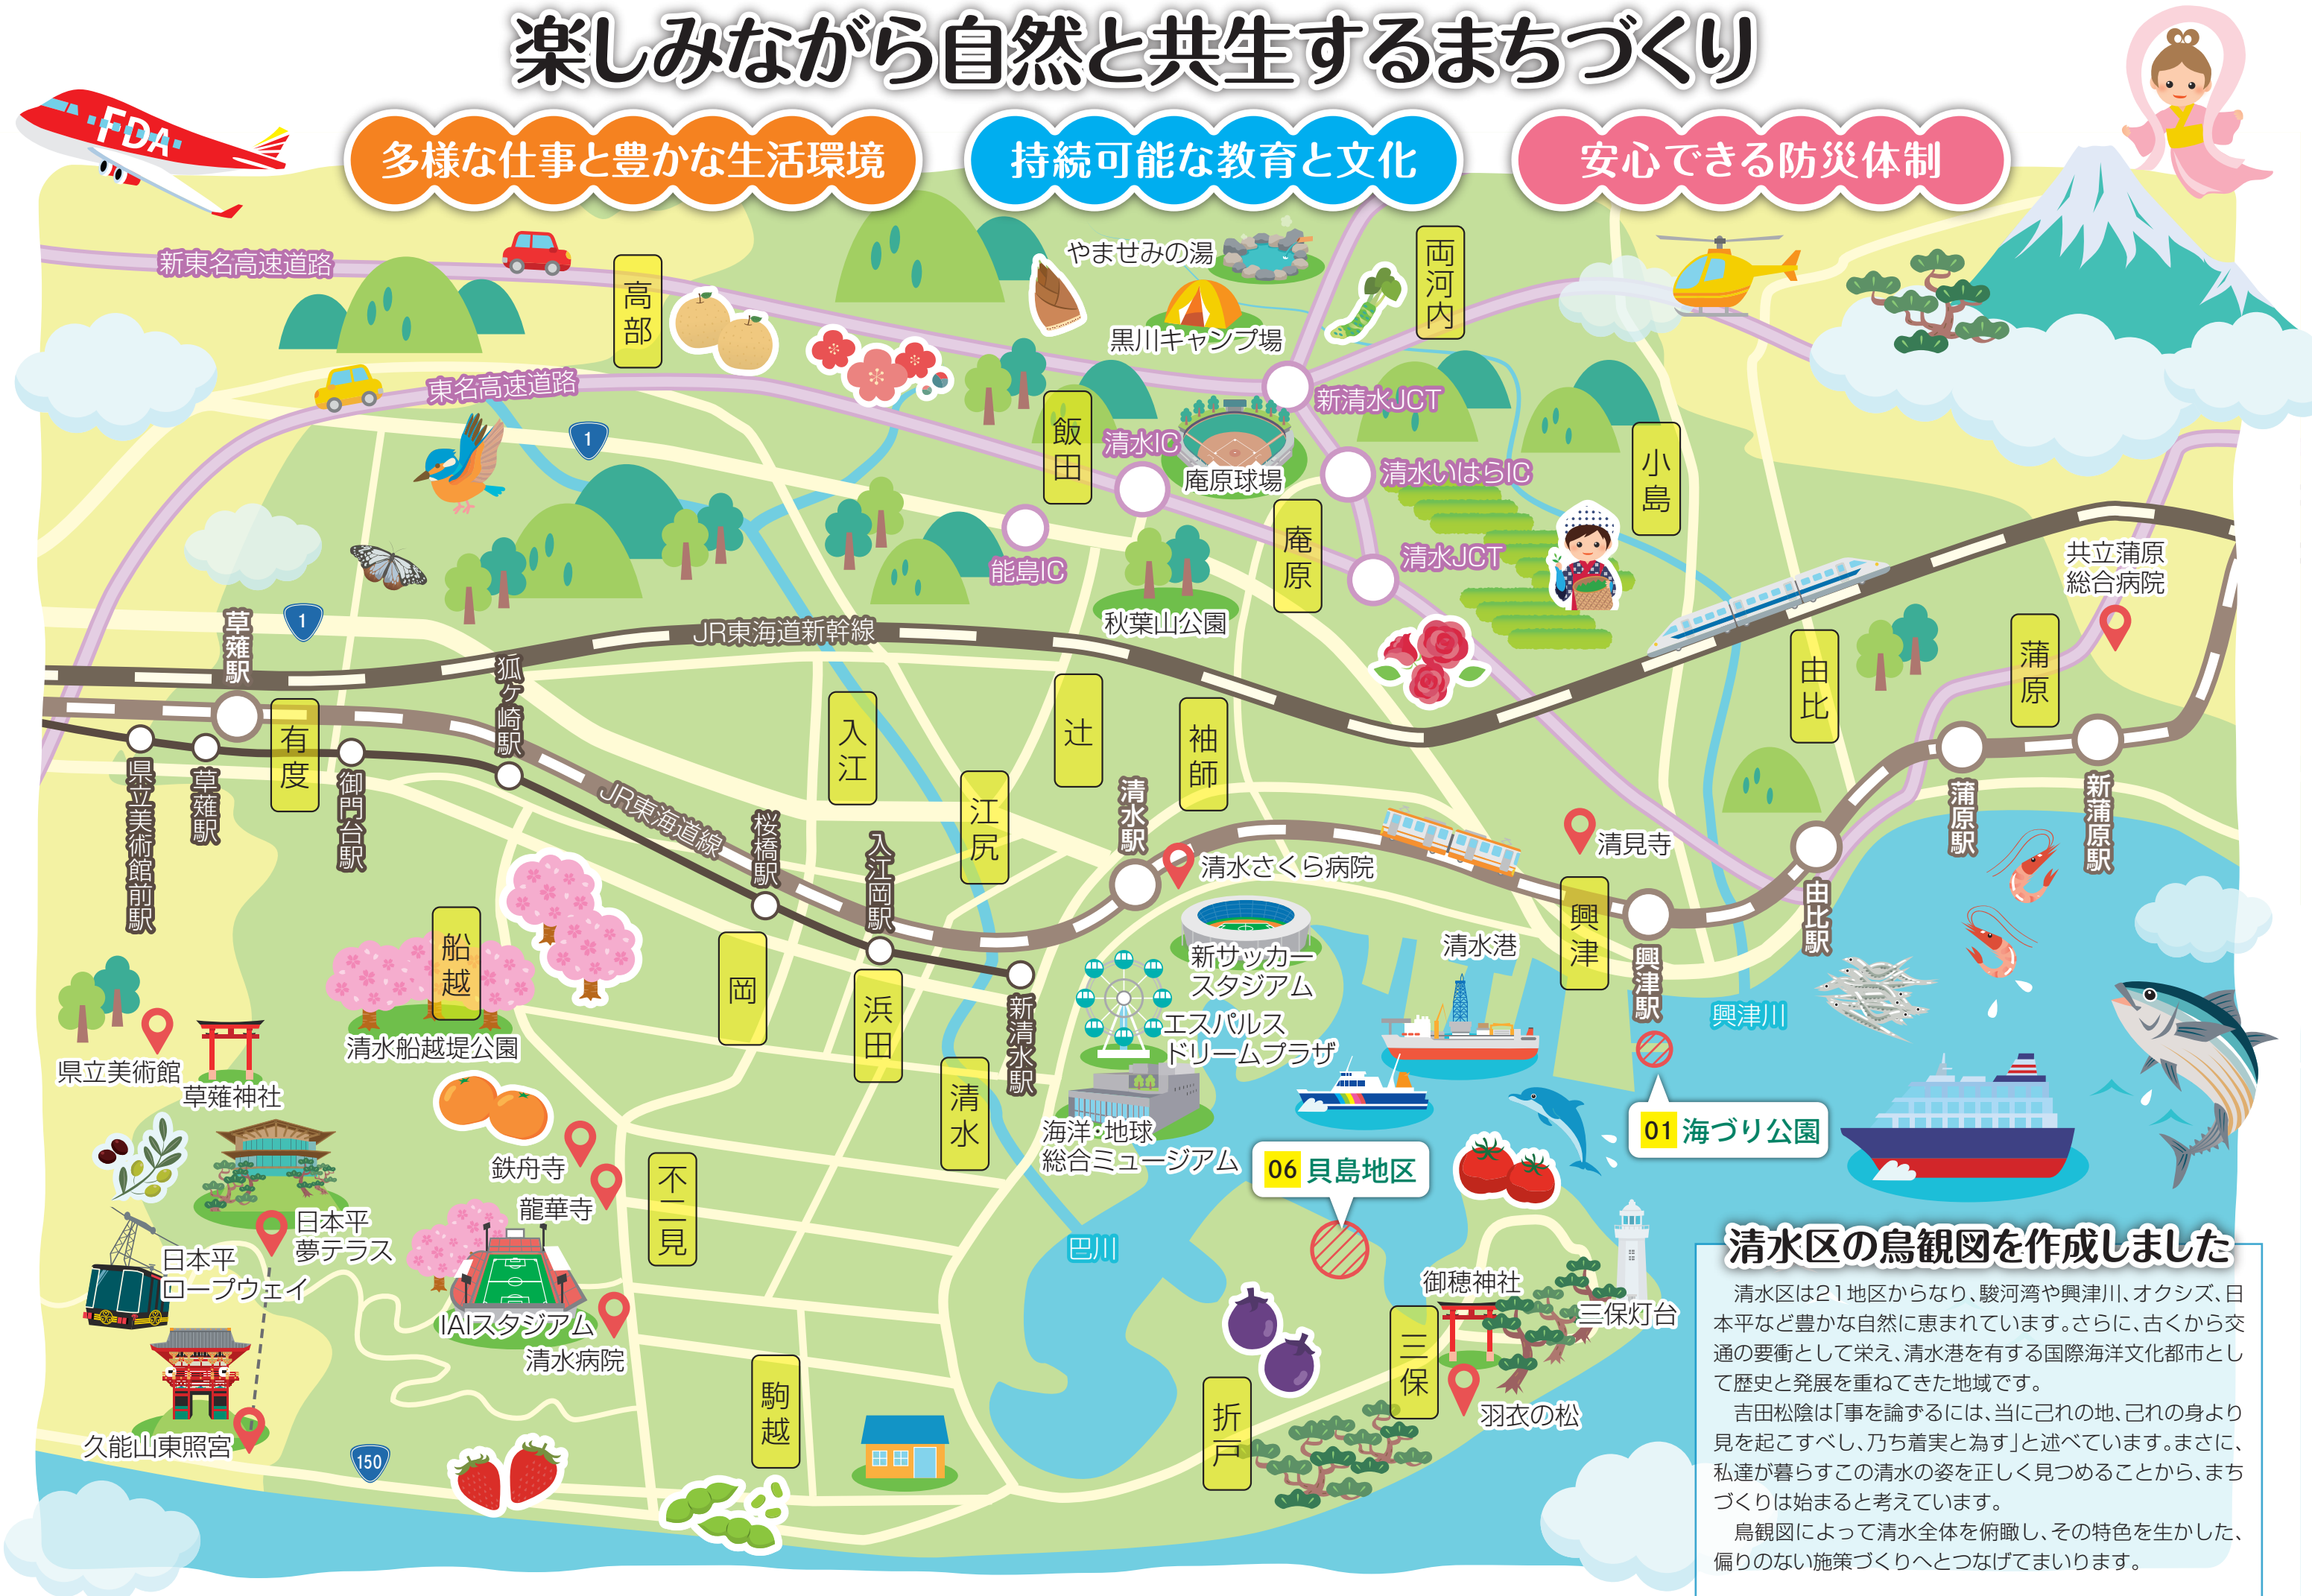 楽しみながら自然と共生するまちづくり
多様な仕事と豊かな生活環境
持続可能な教育と文化
安心できる防災体制
FDA
新東名高速道路
高部
やませみの湯
両河内
黒川キャンプ場
東名高速道路
新清水JCT
1
飯田
清水IC
庵原球場
清水いはらIC
小島
能島IC
庵原
清水JCT
共立蒲原
総合病院
秋葉山公園
1
草薙駅
JR東海道新幹線
狐ヶ崎駅
由比
蒲原
有度
入江
辻
袖師
県立美術館前駅
草薙駅
御門台駅
JR東海道線
桜橋駅
入江岡駅
江尻
清水駅
清水さくら病院
清見寺
蒲原駅
新蒲原駅
船越
岡
浜田
新清水駅
新サッカー
スタジアム
清水港
興津
興津駅
由比駅
興津川
エスパルス
ドリームプラザ
県立美術館
草薙神社
清水船越堤公園
清水
海洋・地球
総合ミュージアム
06 貝島地区
01 海づり公園
鉄舟寺
龍華寺
不二見
日本平
夢テラス
日本平
ロープウェイ
巴川
IAIスタジアム
清水病院
御穂神社
三保灯台
三保
羽衣の松
駒越
折戸
久能山東照宮
150
清水区の鳥観図を作成しました
清水区は21地区からなり、駿河湾や興津川、オクシズ、日
本平など豊かな自然に恵まれています。さらに、古くから交
通の要衝として栄え、清水港を有する国際海洋文化都市とし
て歴史と発展を重ねてきた地域です。
吉田松陰は「事を論ずるには、当に己れの地、己れの身より
見を起こすべし、乃ち着実と為す」と述べています。まさに、
私達が暮らすこの清水の姿を正しく見つめることから、まち
づくりは始まると考えています。
鳥観図によって清水全体を俯瞰し、その特色を生かした、
偏りのない施策づくりへとつなげてまいります。